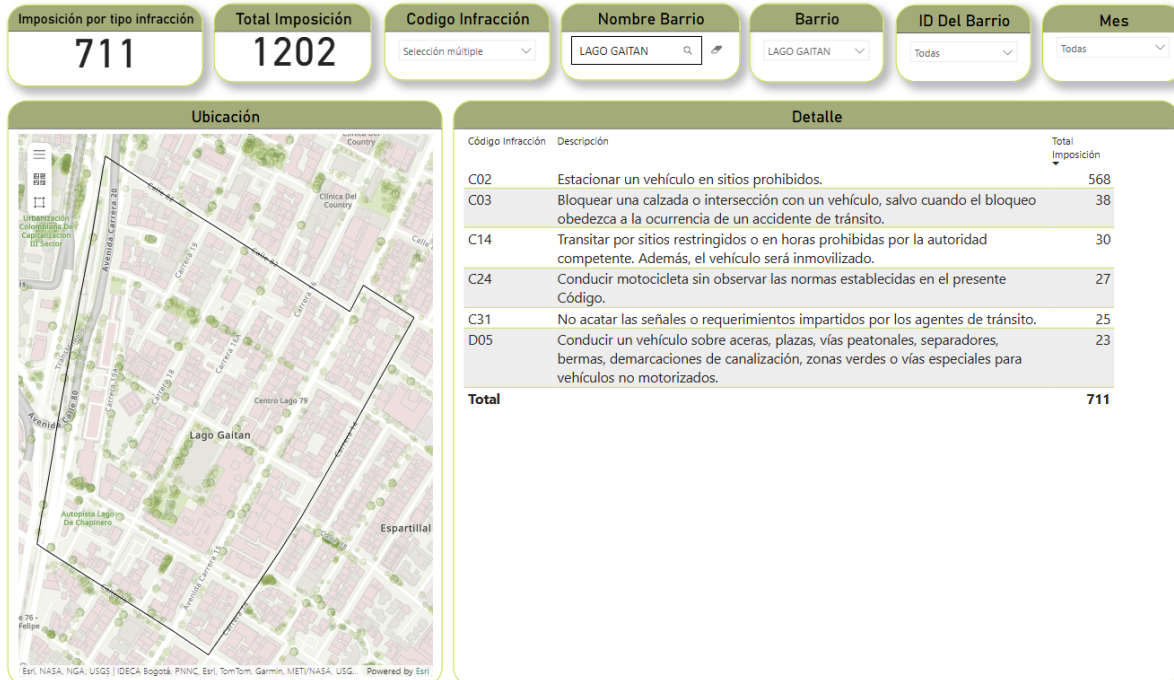 Imposición por tipo infracción
711
Total Imposición
1202
Codigo Infracción
Selección múltiple
Nombre Barrio
LAGO GAITAN
Barrio
LAGO GAITAN
ID Del Barrio
Todas
Mes
Todas
Ubicación
Clínica Del
Country
Clínica Del
Country
Urbanización
Colombiana De
Capitalización
III Sector
Avenida Carrera 20
Carrera 19
Calle 82
Carrera 16A
Carrera 18
Carrera 19A
Centro Lago 79
Avenida Calle 80
Lago Gaitan
Carrera 14
Autopista Lago
De Chapinero
Espartillal
Avenida Carrera 15
e 76 -
Felipe
Esri, NASA, NGA, USGS | IDECA Bogotá, PNNC, Esri, TomTom, Garmin, METI/NASA, USG... Powered by Esri
Detalle
Código Infracción Descripción Total
Imposición
C02 Estacionar un vehículo en sitios prohibidos. 568
C03 Bloquear una calzada o intersección con un vehículo, salvo cuando el bloqueo 38
obedezca a la ocurrencia de un accidente de tránsito.
C14 Transitar por sitios restringidos o en horas prohibidas por la autoridad 30
competente. Además, el vehículo será inmovilizado.
C24 Conducir motocicleta sin observar las normas establecidas en el presente 27
Código.
C31 No acatar las señales o requerimientos impartidos por los agentes de tránsito. 25
D05 Conducir un vehículo sobre aceras, plazas, vías peatonales, separadores, 23
bermas, demarcaciones de canalización, zonas verdes o vías especiales para
vehículos no motorizados.
Total 711